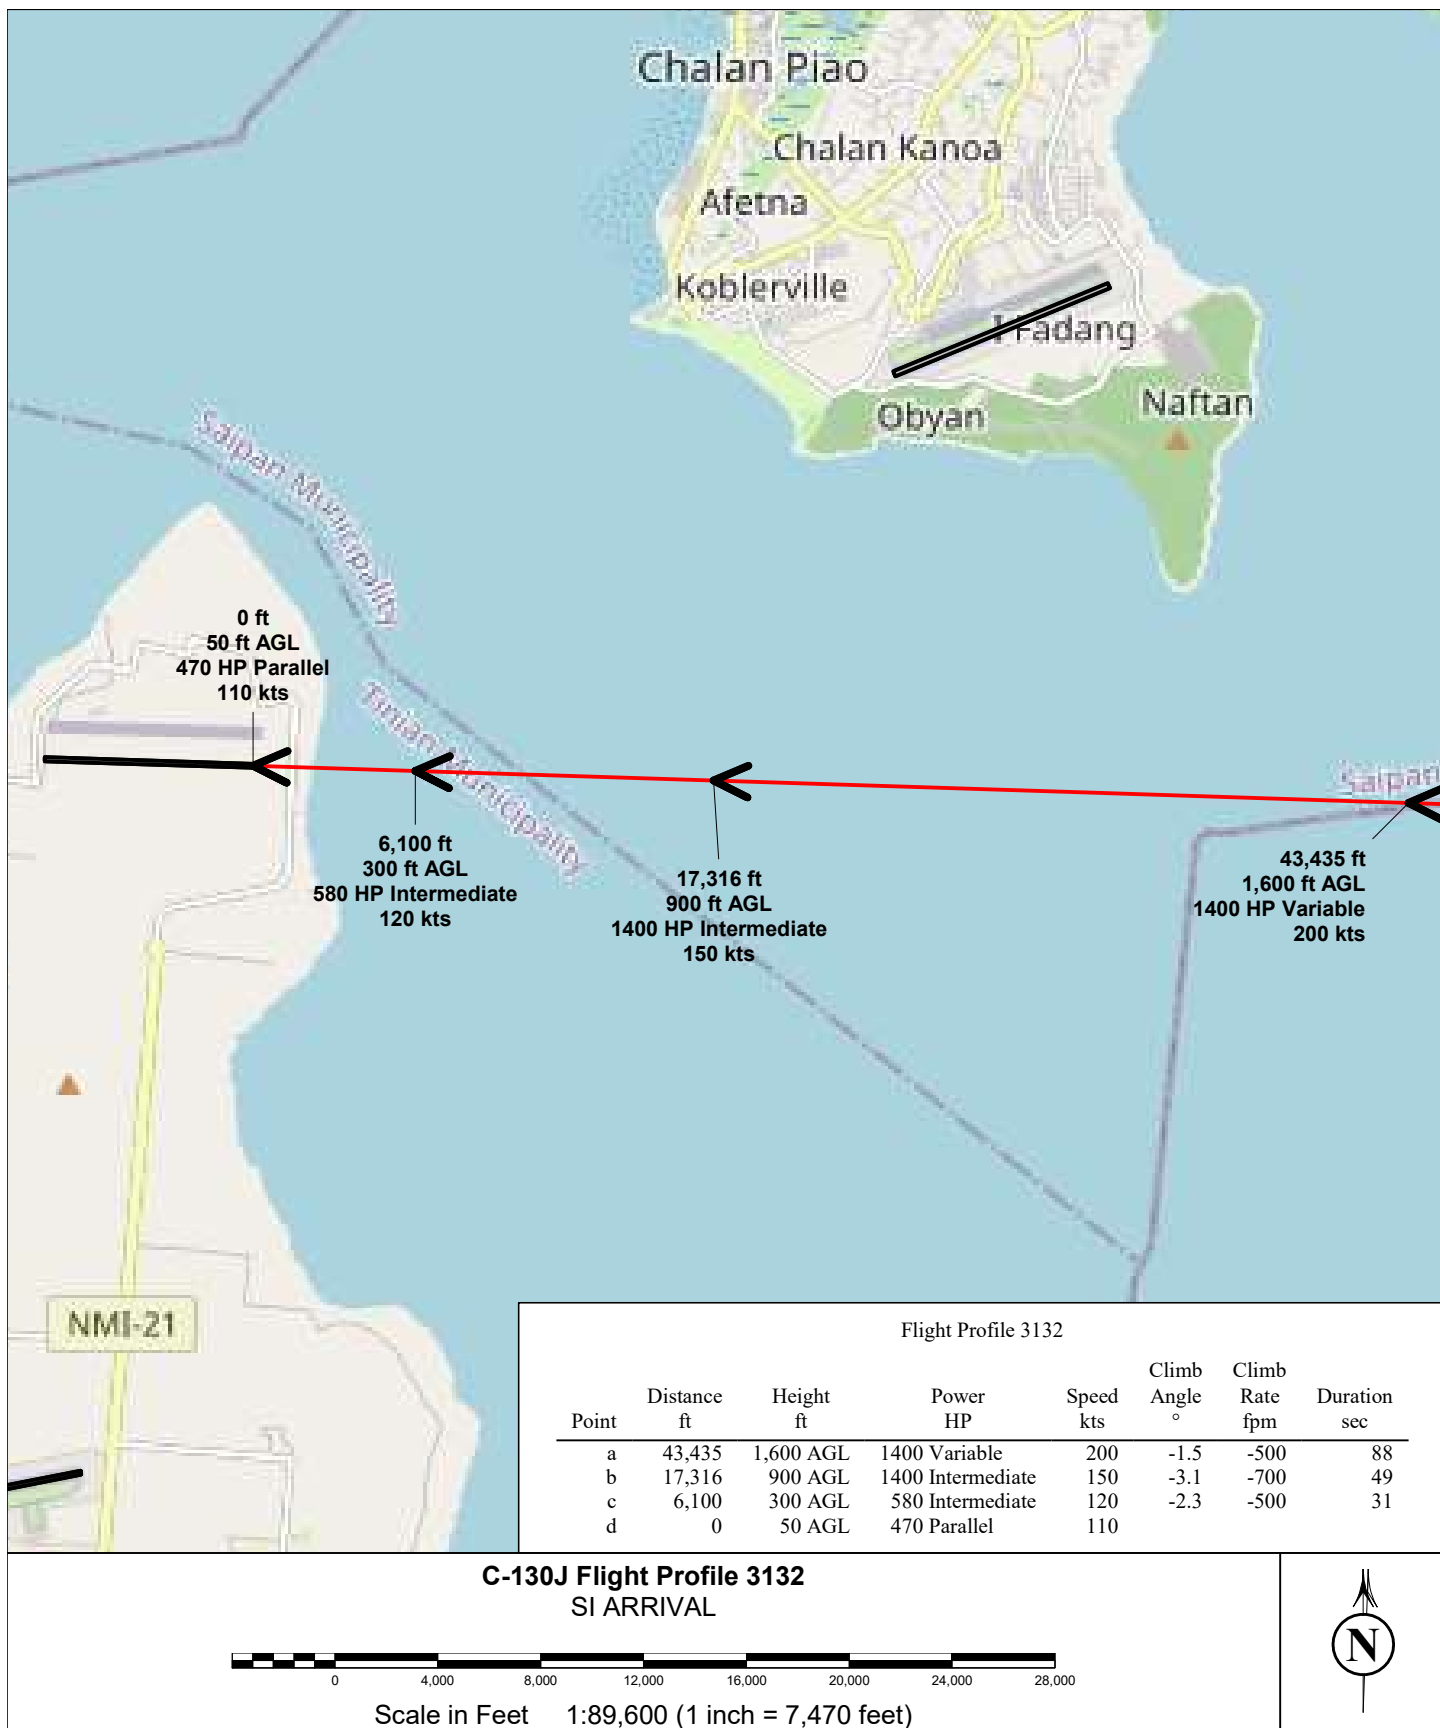 Chalan Piao
Chalan Kanoa
Afetna
Koblerville
I Fadang
Naftan
Obyan
Saipan Municipality
0 ft
50 ft AGL
470 HP Parallel
110 kts
Tinian Municipality
Saipan
6,100 ft
300 ft AGL
580 HP Intermediate
120 kts
17,316 ft
900 ft AGL
1400 HP Intermediate
150 kts
43,435 ft
1,600 ft AGL
1400 HP Variable
200 kts
NMI-21
Flight Profile 3132
Climb Climb
Distance Height Power Speed Angle Rate Duration
Point ft ft HP kts ° fpm sec
a 43,435 1,600 AGL 1400 Variable 200 -1.5 -500 88
b 17,316 900 AGL 1400 Intermediate 150 -3.1 -700 49
c 6,100 300 AGL 580 Intermediate 120 -2.3 -500 31
d 0 50 AGL 470 Parallel 110
C-130J Flight Profile 3132
SI ARRIVAL
0 4,000 8,000 12,000 16,000 20,000 24,000 28,000
Scale in Feet 1:89,600 (1 inch = 7,470 feet)
N